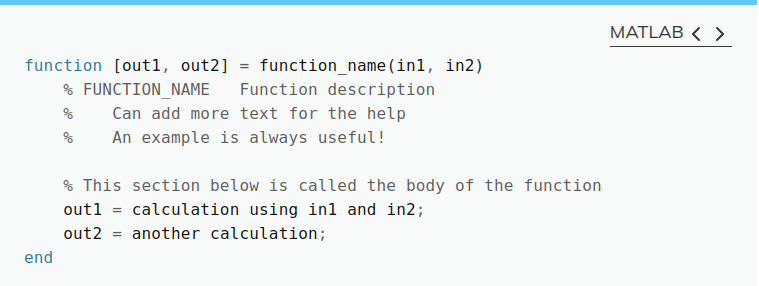 MATLAB < >
function [out1, out2] = function_name(in1, in2)
    % FUNCTION_NAME   Function description
    %    Can add more text for the help
    %    An example is always useful!

    % This section below is called the body of the function
    out1 = calculation using in1 and in2;
    out2 = another calculation;
end